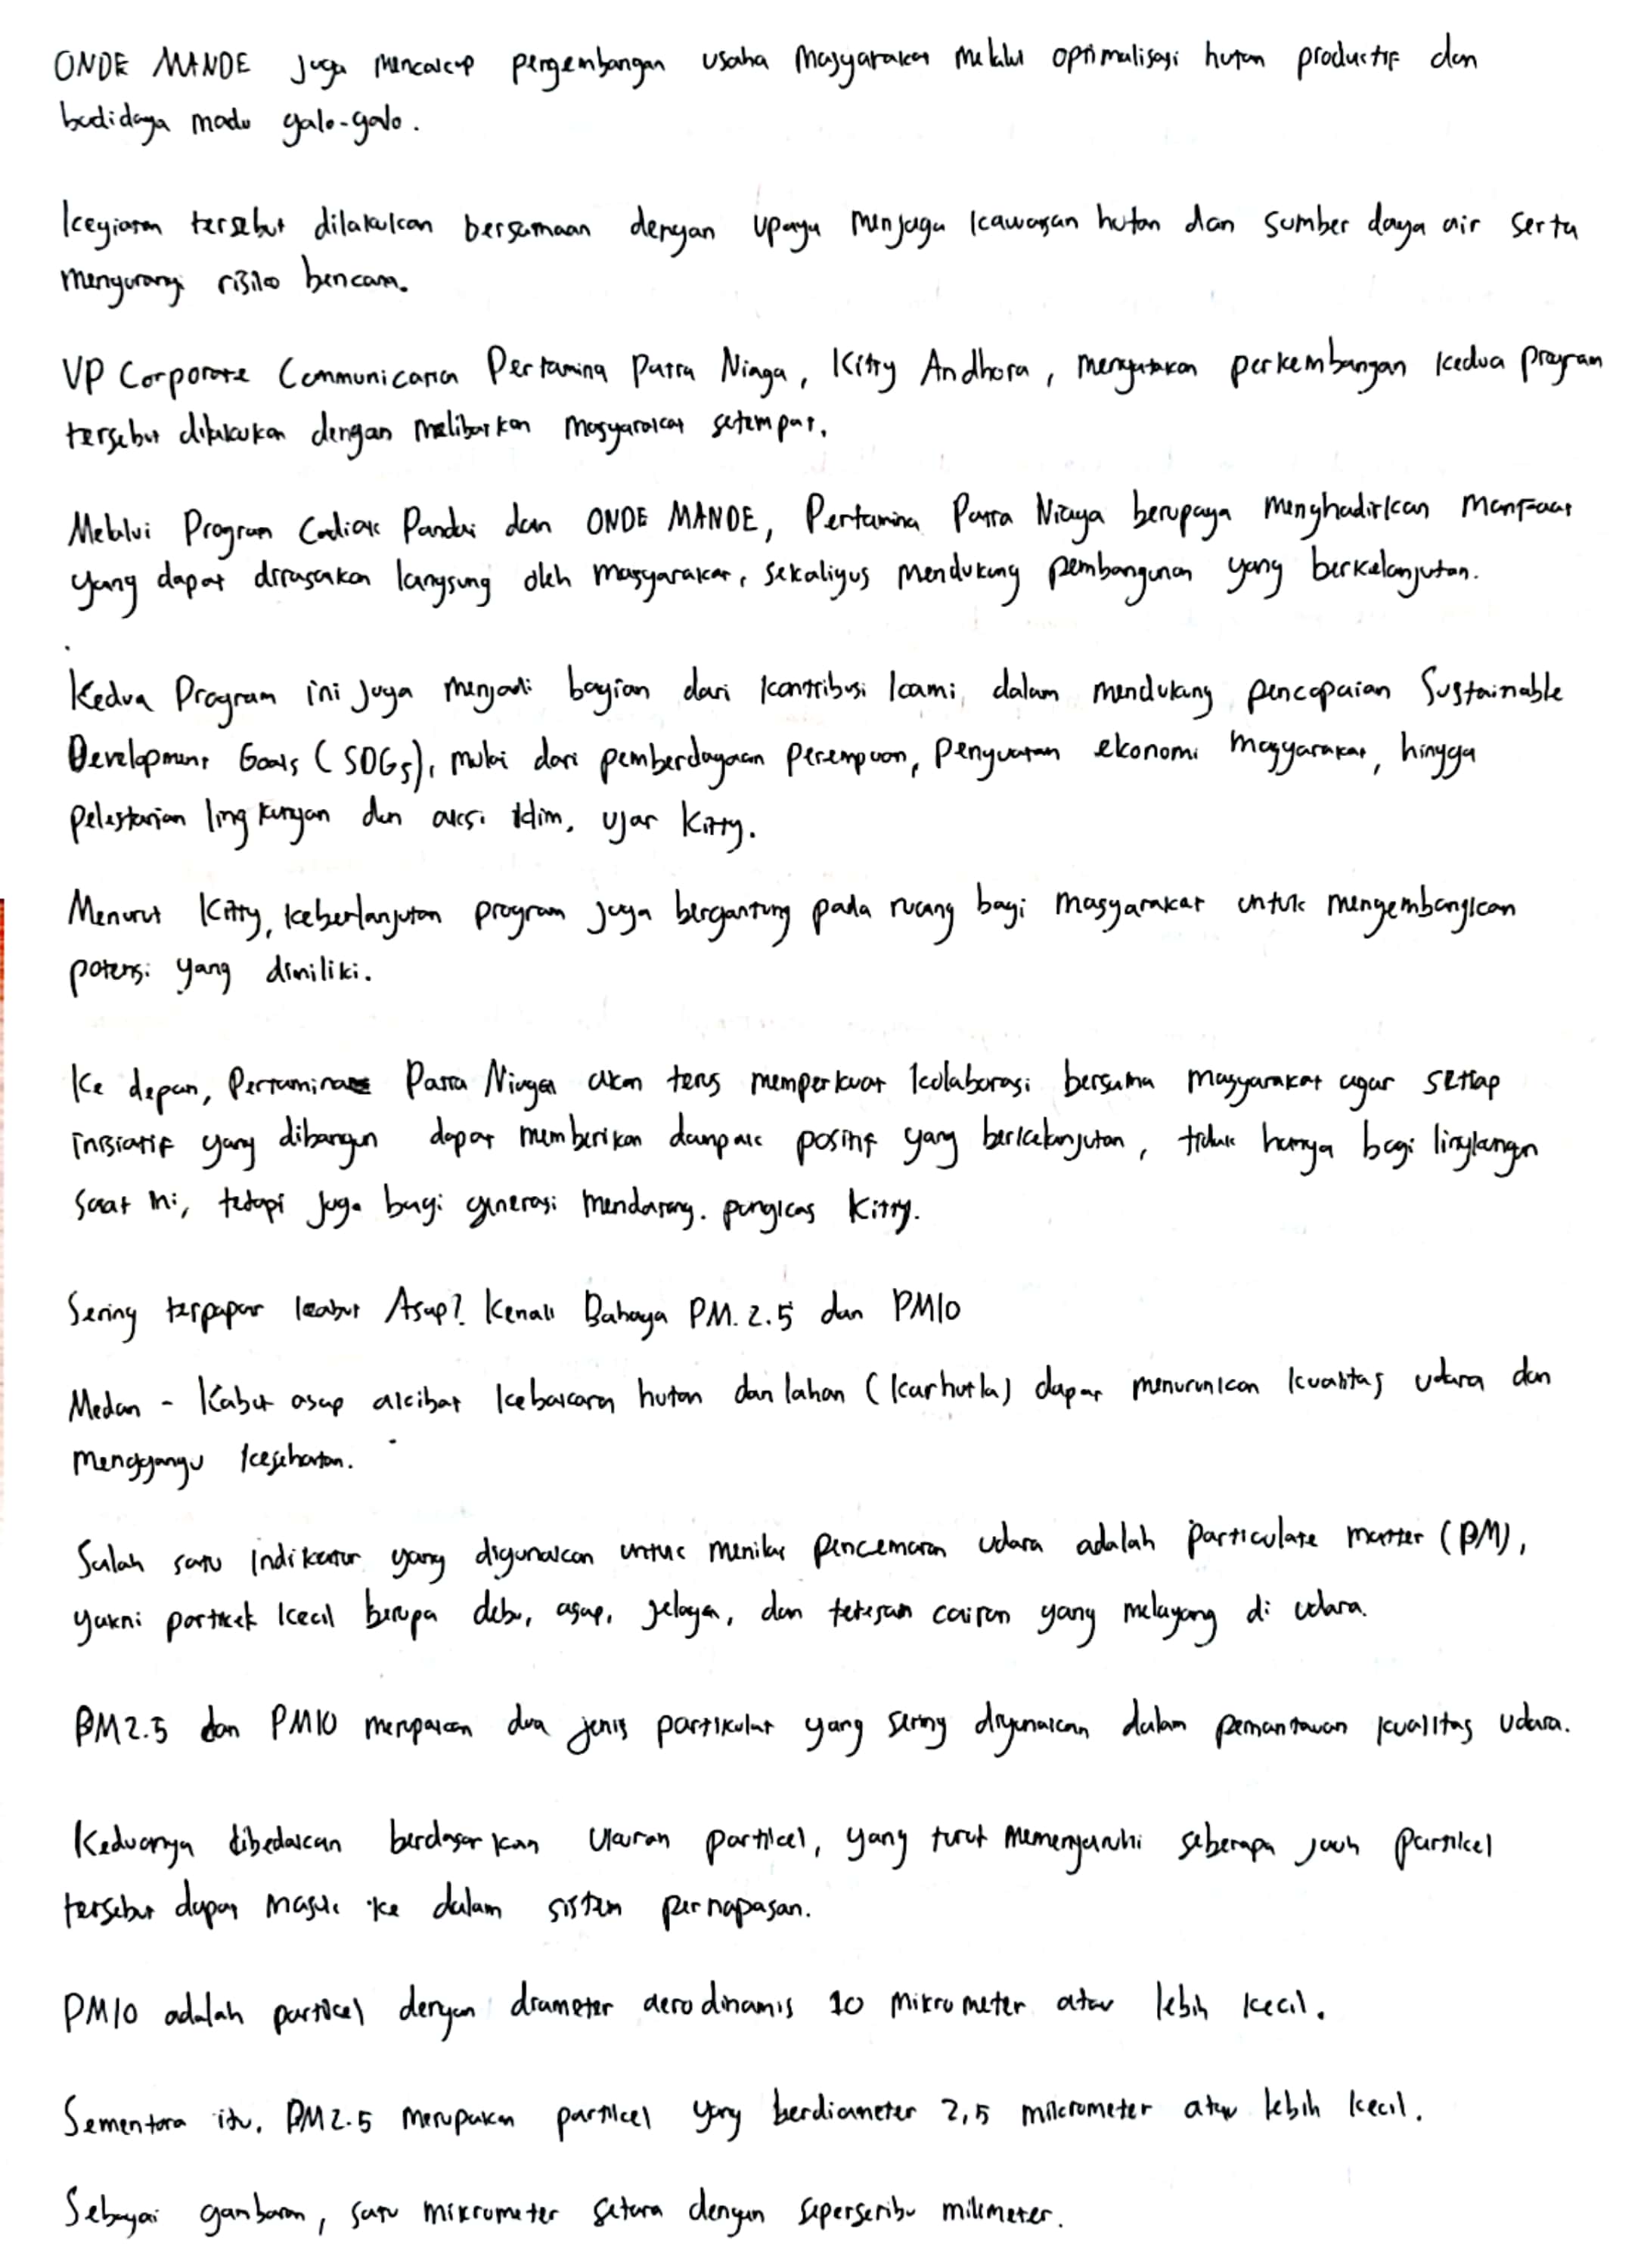 ONDE MANDE juga mencakup pengembangan usaha masyarakat melalui optimalisasi hutan productif dan
budidaya madu galo-galo.
kegiatan tersebut dilakukan bersamaan dengan upaya menjaga kawasan hutan dan sumber daya air serta
mengurangi risiko bencana.
VP Corporate Communication Pertamina Patra Niaga, Kitty Andhora, mengatakan perkembangan kedua program
tersebut dilakukan dengan melibatkan masyarakat setempat.
Melalui Program Cadiak Pandai dan ONDE MANDE, Pertamina Patra Niaga berupaya menghadirkan manfaat
yang dapat dirasakan langsung oleh masyarakat, sekaligus mendukung pembangunan yang berkelanjutan.
Kedua Program ini juga menjadi bagian dari kontribusi kami, dalam mendukung pencapaian Sustainable
Development Goals (SDGs), mulai dari pemberdayaan perempuan, penguatan ekonomi masyarakat, hingga
pelestarian lingkungan dan aksi iklim, ujar Kitty.
Menurut Kitty, keberlanjutan program juga bergantung pada ruang bagi masyarakat untuk mengembangkan
potensi yang dimiliki.
Ke depan, Pertamina Patra Niaga akan terus memperkuat kolaborasi bersama masyarakat agar setiap
inisiatif yang dibangun dapat memberikan dampak positif yang berkelanjutan, tidak hanya bagi lingkungan
saat ini, tetapi juga bagi generasi mendatang. pungkas Kitty.
Sering terpapar kabut Asap? Kenali Bahaya PM.2.5 dan PM10
Medan - Kabut asap akibat kebakaran hutan dan lahan (karhutla) dapat menurunkan kualitas udara dan
mengganggu kesehatan.
Salah satu indikator yang digunakan untuk menilai pencemaran udara adalah particulate matter (PM),
yakni partikel kecil berupa debu, asap, jelaga, dan tetesan cairan yang melayang di udara.
PM2.5 dan PM10 merupakan dua jenis partikulat yang sering digunakan dalam pemantauan kualitas udara.
Keduanya dibedakan berdasarkan ukuran partikel, yang turut memengaruhi seberapa jauh partikel
tersebut dapat masuk ke dalam sistem pernapasan.
PM10 adalah partikel dengan diameter aerodinamis 10 mikrometer atau lebih kecil.
Sementara itu. PM2.5 merupakan partikel yang berdiameter 2,5 mikrometer atau lebih kecil.
Sebagai gambaran, satu mikrometer setara dengan seperseribu milimeter.